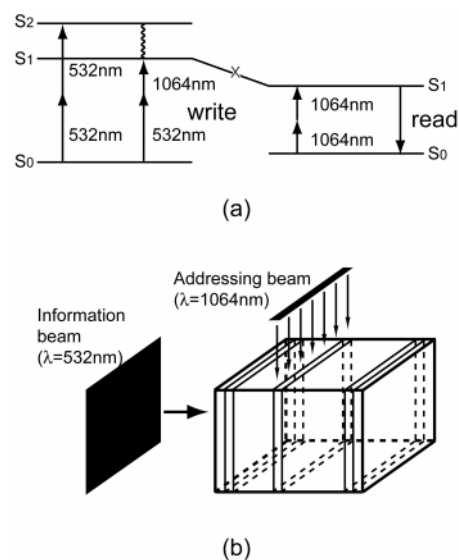 S2
S1
532nm
1064nm
write
532nm
532nm
S0
S1
1064nm
1064nm
read
S0
(a)
Addressing beam
(λ=1064nm)
Information
beam
(λ=532nm)
(b)